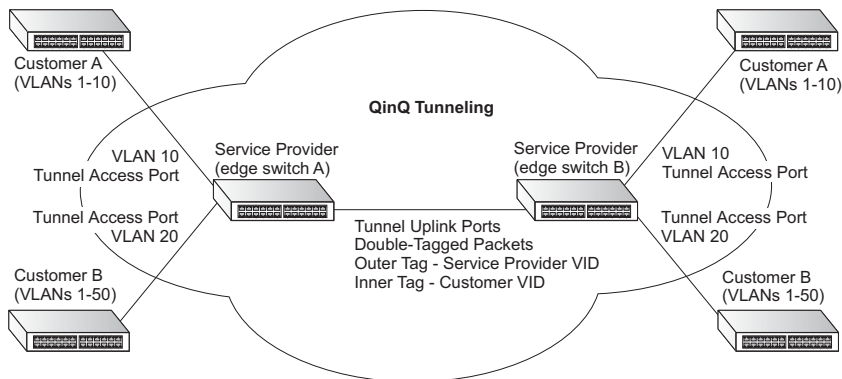 Customer A
(VLANs 1-10)
Customer A
(VLANs 1-10)
QinQ Tunneling
Service Provider
(edge switch A)
Service Provider
(edge switch B)
VLAN 10
Tunnel Access Port
VLAN 10
Tunnel Access Port
Tunnel Access Port
VLAN 20
Tunnel Access Port
VLAN 20
Tunnel Uplink Ports
Double-Tagged Packets
Outer Tag - Service Provider VID
Inner Tag - Customer VID
Customer B
(VLANs 1-50)
Customer B
(VLANs 1-50)